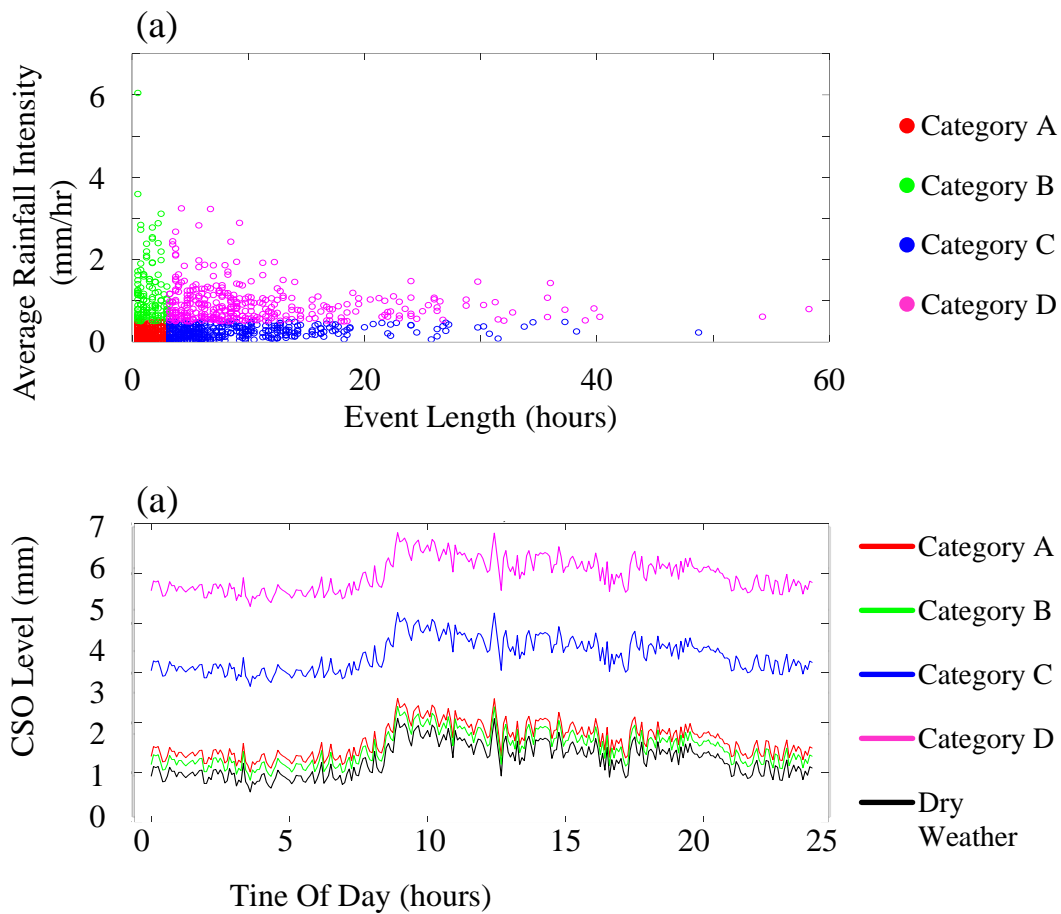 (a)
Average Rainfall Intensity
(mm/hr)
6
4
2
0
0 20 40 60
Event Length (hours)
Category A
Category B
Category C
Category D
(a)
CSO Level (mm)
7
6
5
4
3
2
1
0
0 5 10 15 20 25
Tine Of Day (hours)
Category A
Category B
Category C
Category D
Dry
Weather